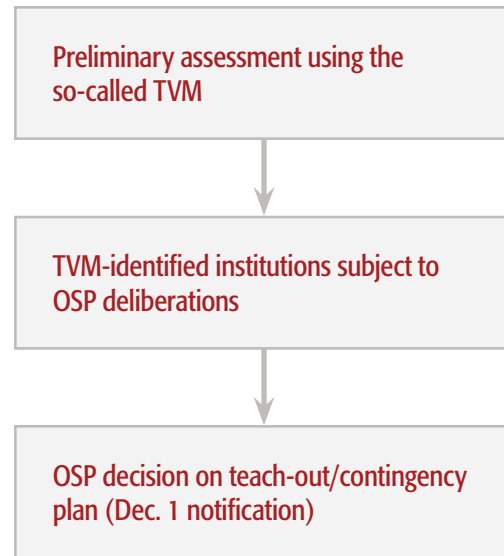 Preliminary assessment using the
so-called TVM
TVM-identified institutions subject to
OSP deliberations
OSP decision on teach-out/contingency
plan (Dec. 1 notification)